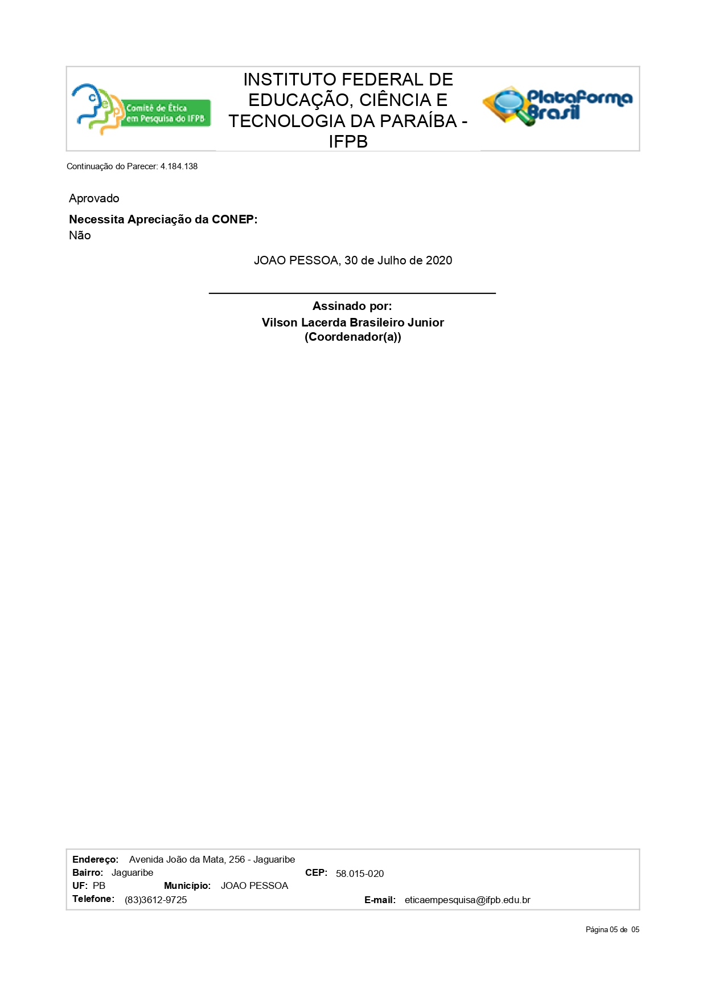 c e p
Comitê de Ética
em Pesquisa do IFPB
INSTITUTO FEDERAL DE
EDUCAÇÃO, CIÊNCIA E
TECNOLOGIA DA PARAÍBA -
IFPB
Plataforma
Brasil
Continuação do Parecer: 4.184.138
Aprovado
Necessita Apreciação da CONEP:
Não
JOAO PESSOA, 30 de Julho de 2020
Assinado por:
Vilson Lacerda Brasileiro Junior
(Coordenador(a))
Endereço: Avenida João da Mata, 256 - Jaguaribe
Bairro: Jaguaribe CEP: 58.015-020
UF: PB Município: JOAO PESSOA
Telefone: (83)3612-9725 E-mail: eticaempesquisa@ifpb.edu.br
Página 05 de 05